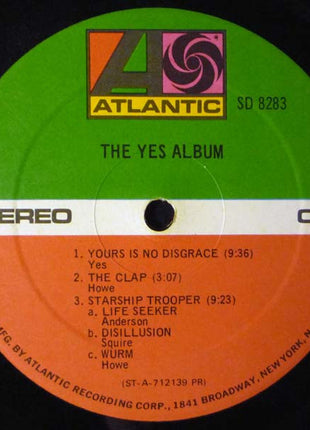 ATLANTIC
SD 8283
THE YES ALBUM
EREO
1. YOURS IS NO DISGRACE (9:36)
Yes
2. THE CLAP (3:07)
Howe
3. STARSHIP TROOPER (9:23)
a. LIFE SEEKER
Anderson
b. DISILLUSION
Squire
c. WURM
Howe
(ST-A-712139 PR)
MFG. BY ATLANTIC RECORDING CORP., 1841 BROADWAY, NEW YORK, N